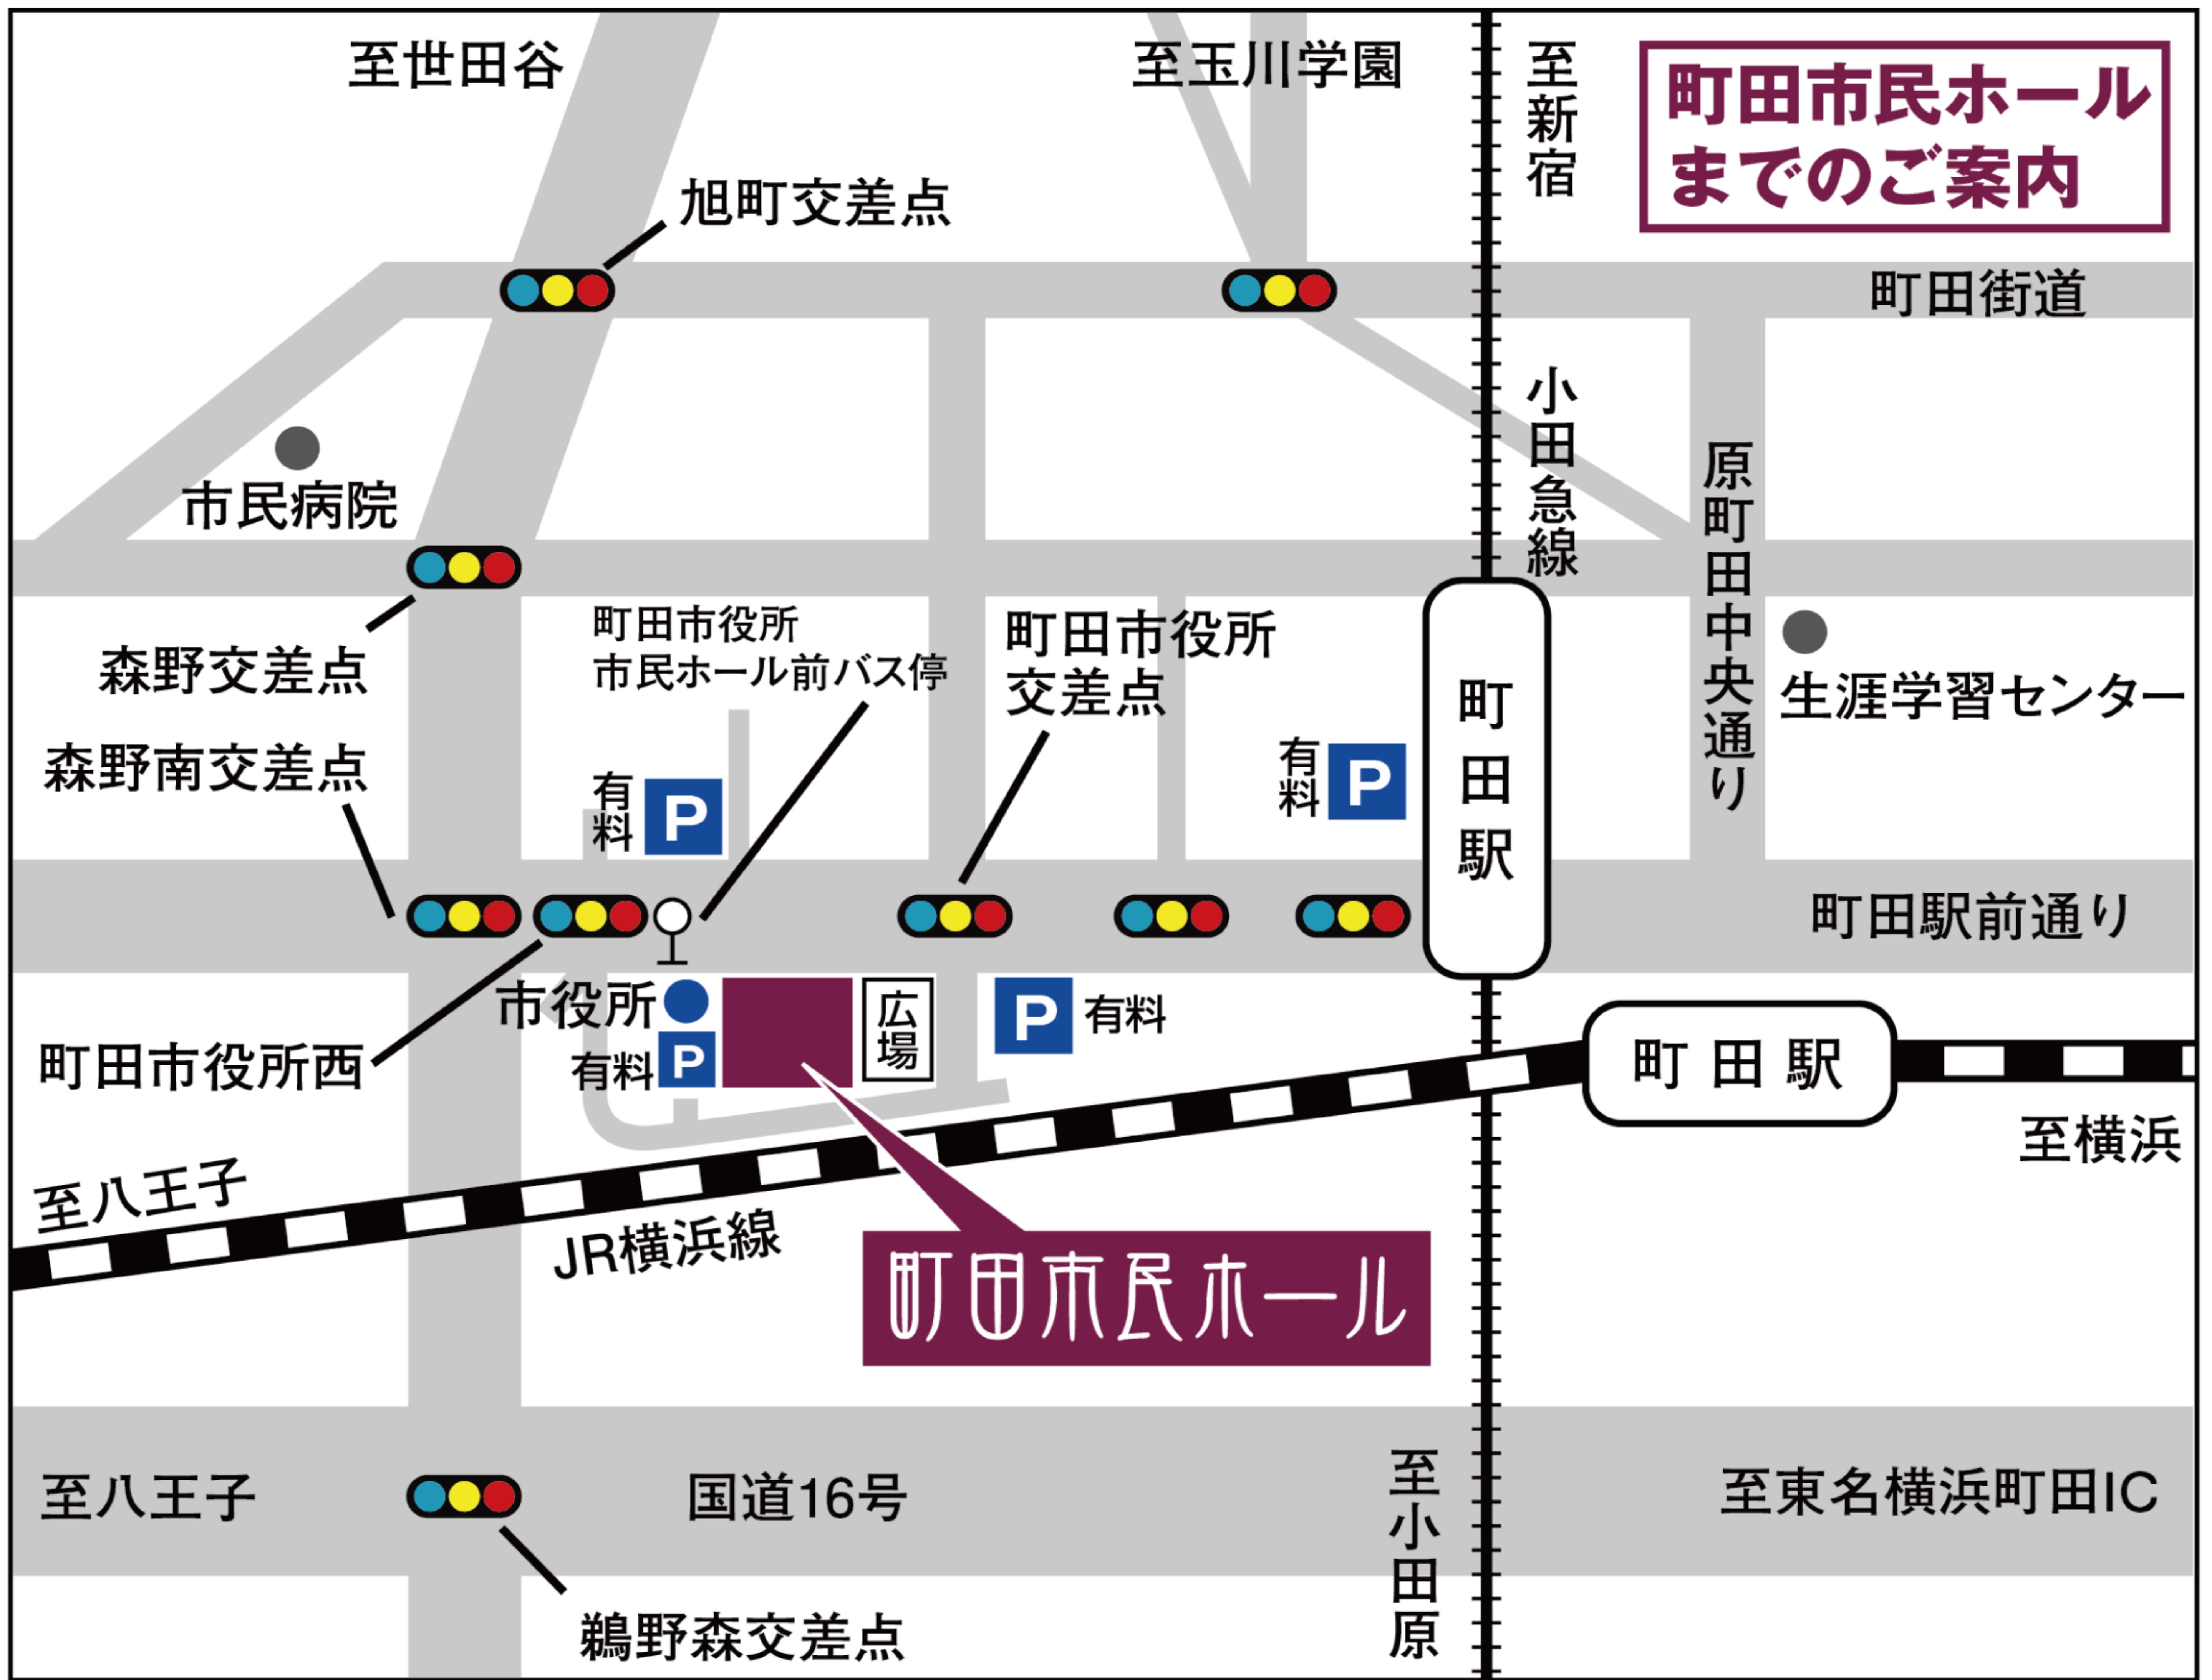 至世田谷
至玉川学園
至新宿
町田市民ホール
までのご案内
旭町交差点
町田街道
小田急線
原町田中央通り
市民病院
森野交差点
町田市役所
市民ホール前バス停
町田市役所
交差点
生涯学習センター
森野南交差点
有料
P
有料
P
町田駅
町田駅前通り
市役所
広場
P
有料
有料
P
町田市役所西
町田駅
至横浜
至八王子
JR横浜線
町田市民ホール
至八王子
国道16号
至小田原
至東名横浜町田IC
鵜野森交差点